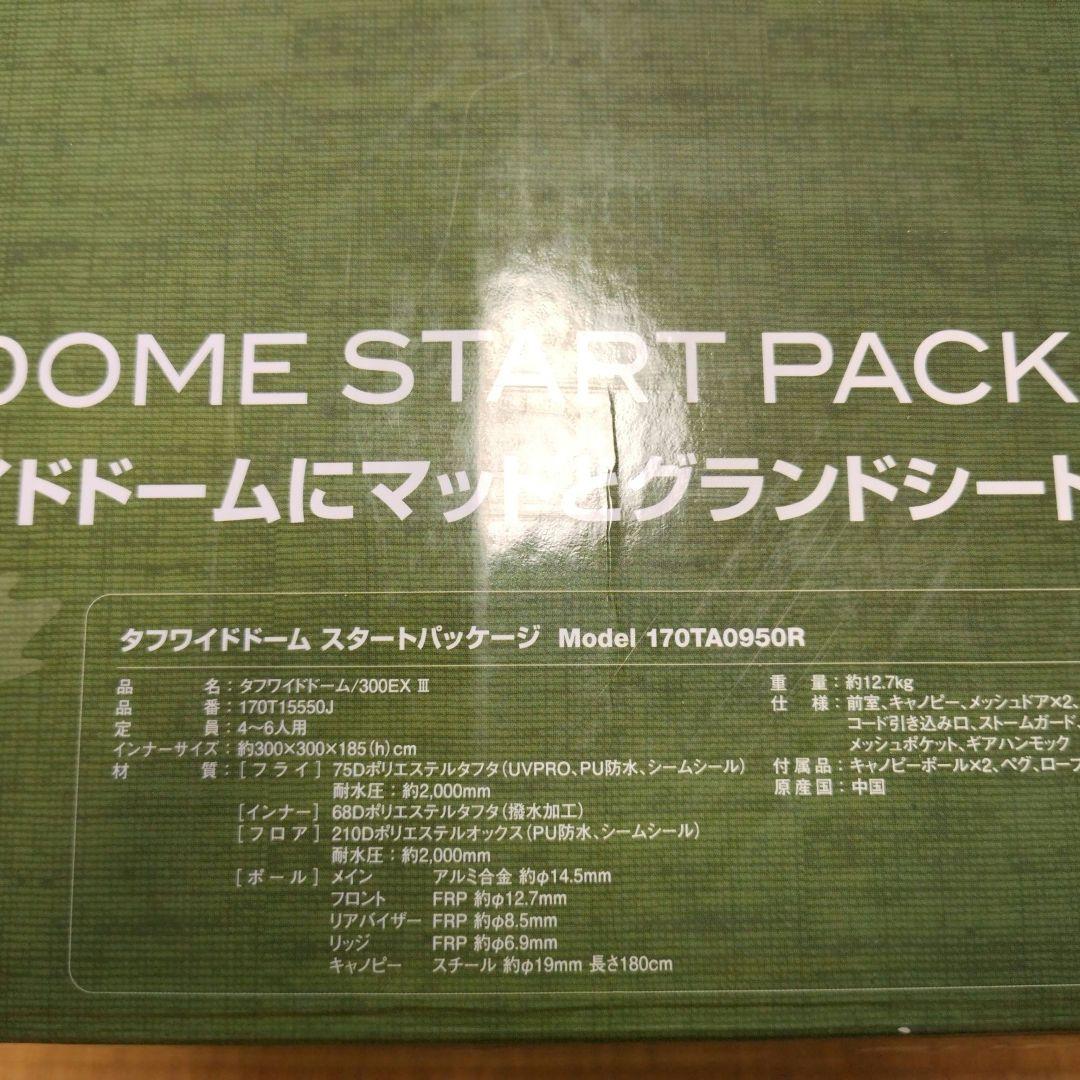 DOME START PACK
イドドームにマットとグランドシート
タフワイドドーム スタートパッケージ Model 170TA0950R
品 名：タフワイドドーム/300EX Ⅲ
品 番：170T15550J
定 員：4〜6人用
インナーサイズ：約300×300×185(h)cm
材 質：[フライ] 75Dポリエステルタフタ(UVPRO、PU防水、シームシール)
耐水圧：約2,000mm
[インナー] 68Dポリエステルタフタ(撥水加工)
[フロア] 210Dポリエステルオックス(PU防水、シームシール)
耐水圧：約2,000mm
[ポール] メイン アルミ合金 約φ14.5mm
フロント FRP 約φ12.7mm
リアバイザー FRP 約φ8.5mm
リッジ FRP 約φ6.9mm
キャノピー スチール 約φ19mm 長さ180cm
重 量：約12.7kg
仕 様：前室、キャノピー、メッシュドア×2、
コード引き込み口、ストームガード
メッシュポケット、ギアハンモック
付属品：キャノピーポール×2、ペグ、ロープ
原産国：中国